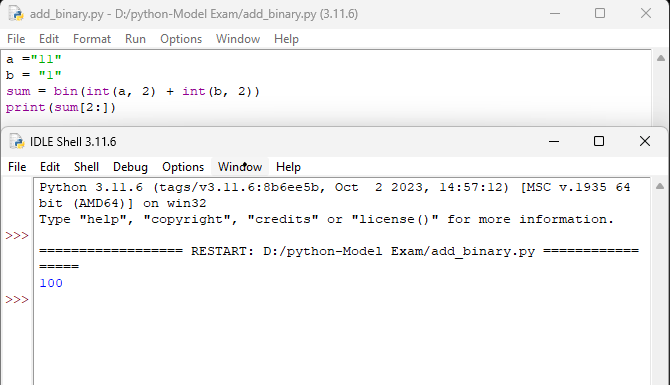 add_binary.py - D:/python-Model Exam/add_binary.py (3.11.6)
File Edit Format Run Options Window Help
a ="11"
b = "1"
sum = bin(int(a, 2) + int(b, 2))
print(sum[2:])
IDLE Shell 3.11.6
File Edit Shell Debug Options Window Help
Python 3.11.6 (tags/v3.11.6:8b6ee5b, Oct  2 2023, 14:57:12) [MSC v.1935 64
bit (AMD64)] on win32
Type "help", "copyright", "credits" or "license()" for more information.
>>>
================== RESTART: D:/python-Model Exam/add_binary.py ============
=====
100
>>>